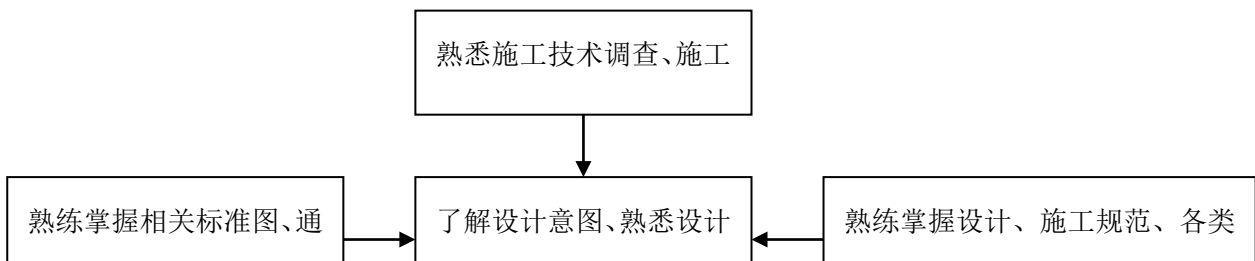 熟悉施工技术调查、施工
熟练掌握相关标准图、通
了解设计意图、熟悉设计
熟练掌握设计、施工规范、各类